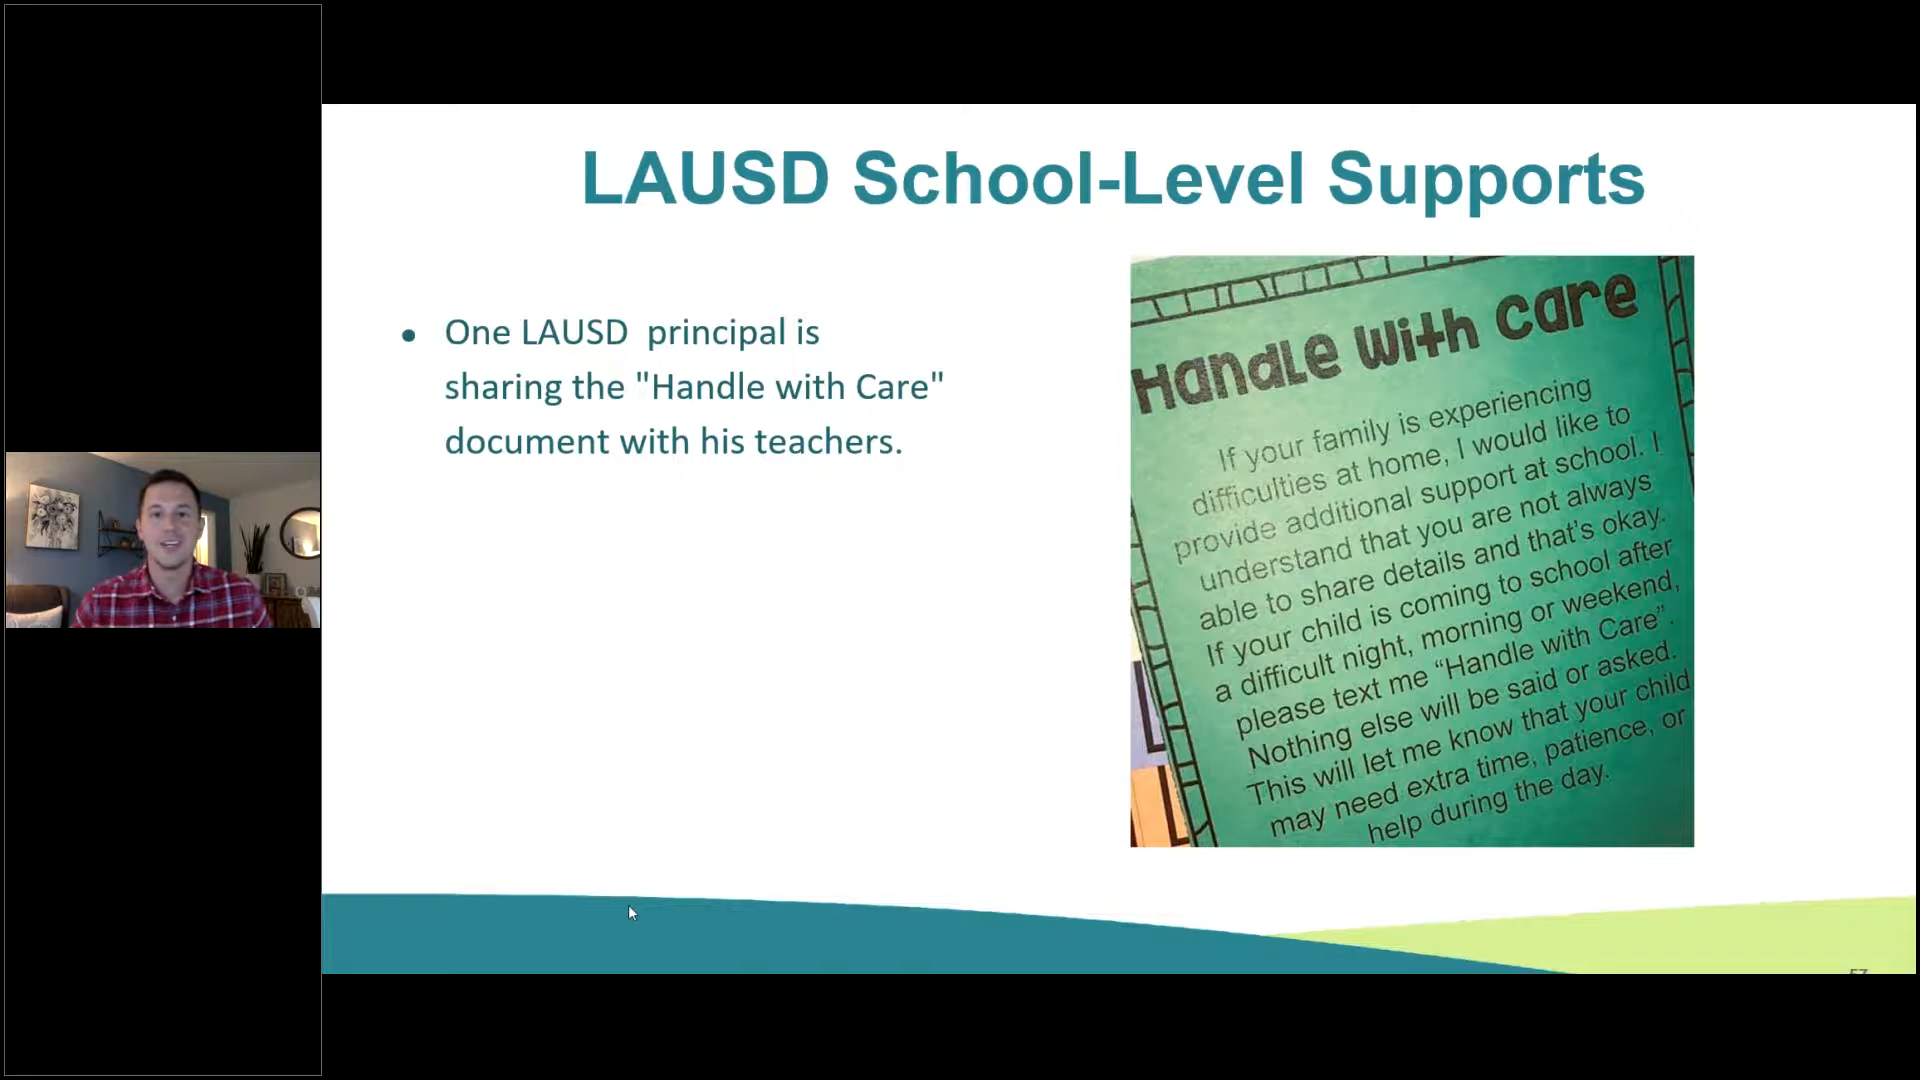 LAUSD School-Level Supports
• One LAUSD principal is
sharing the "Handle with Care"
document with his teachers.
Handle with care
If your family is experiencing
difficulties at home, I would like to
provide additional support at school. I
understand that you are not always
able to share details and that's okay.
If your child is coming to school after
a difficult night, morning or weekend,
please text me “Handle with Care”.
Nothing else will be said or asked.
This will let me know that your child
may need extra time, patience, or
help during the day.